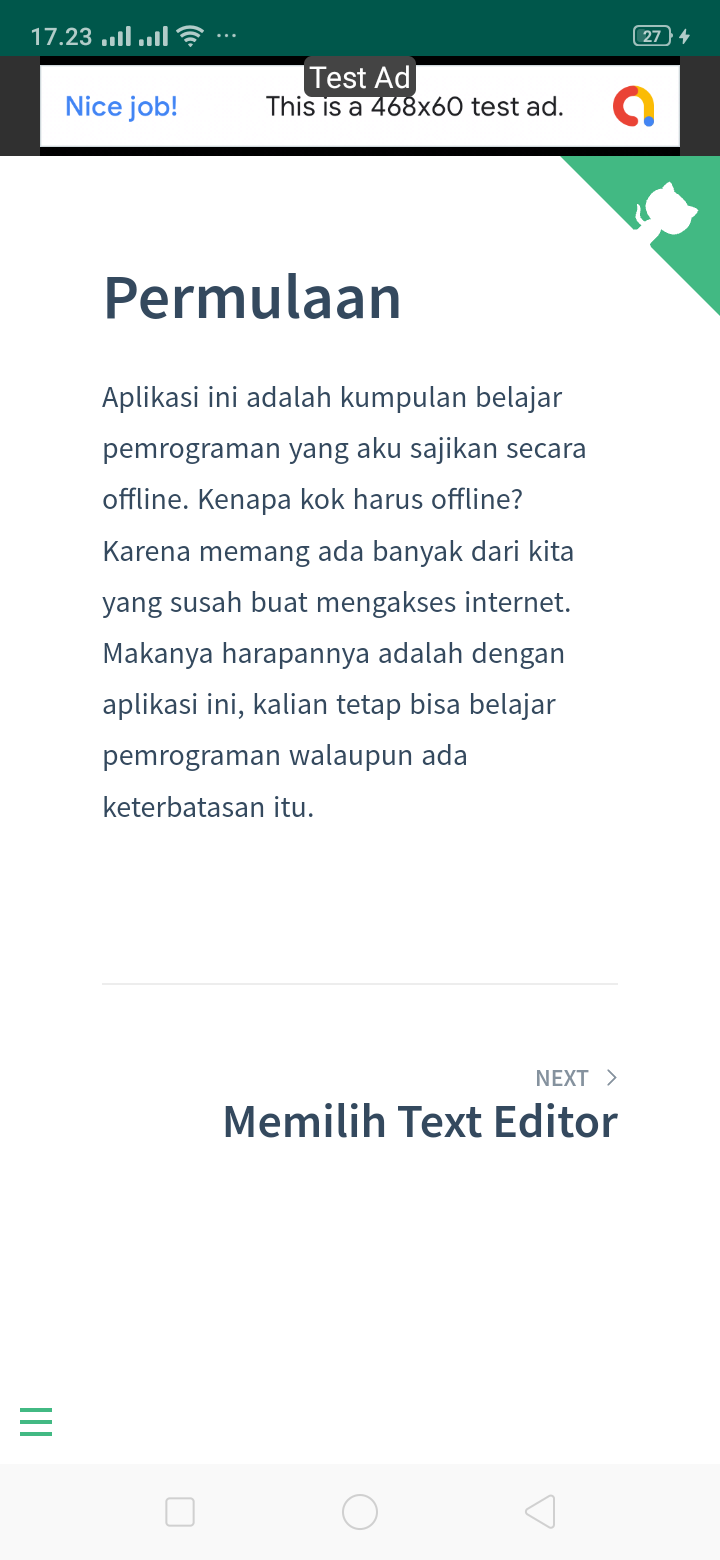 17.23
27
Test Ad
Nice job! This is a 468x60 test ad.
Permulaan
Aplikasi ini adalah kumpulan belajar
pemrograman yang aku sajikan secara
offline. Kenapa kok harus offline?
Karena memang ada banyak dari kita
yang susah buat mengakses internet.
Makanya harapannya adalah dengan
aplikasi ini, kalian tetap bisa belajar
pemrograman walaupun ada
keterbatasan itu.
NEXT
Memilih Text Editor